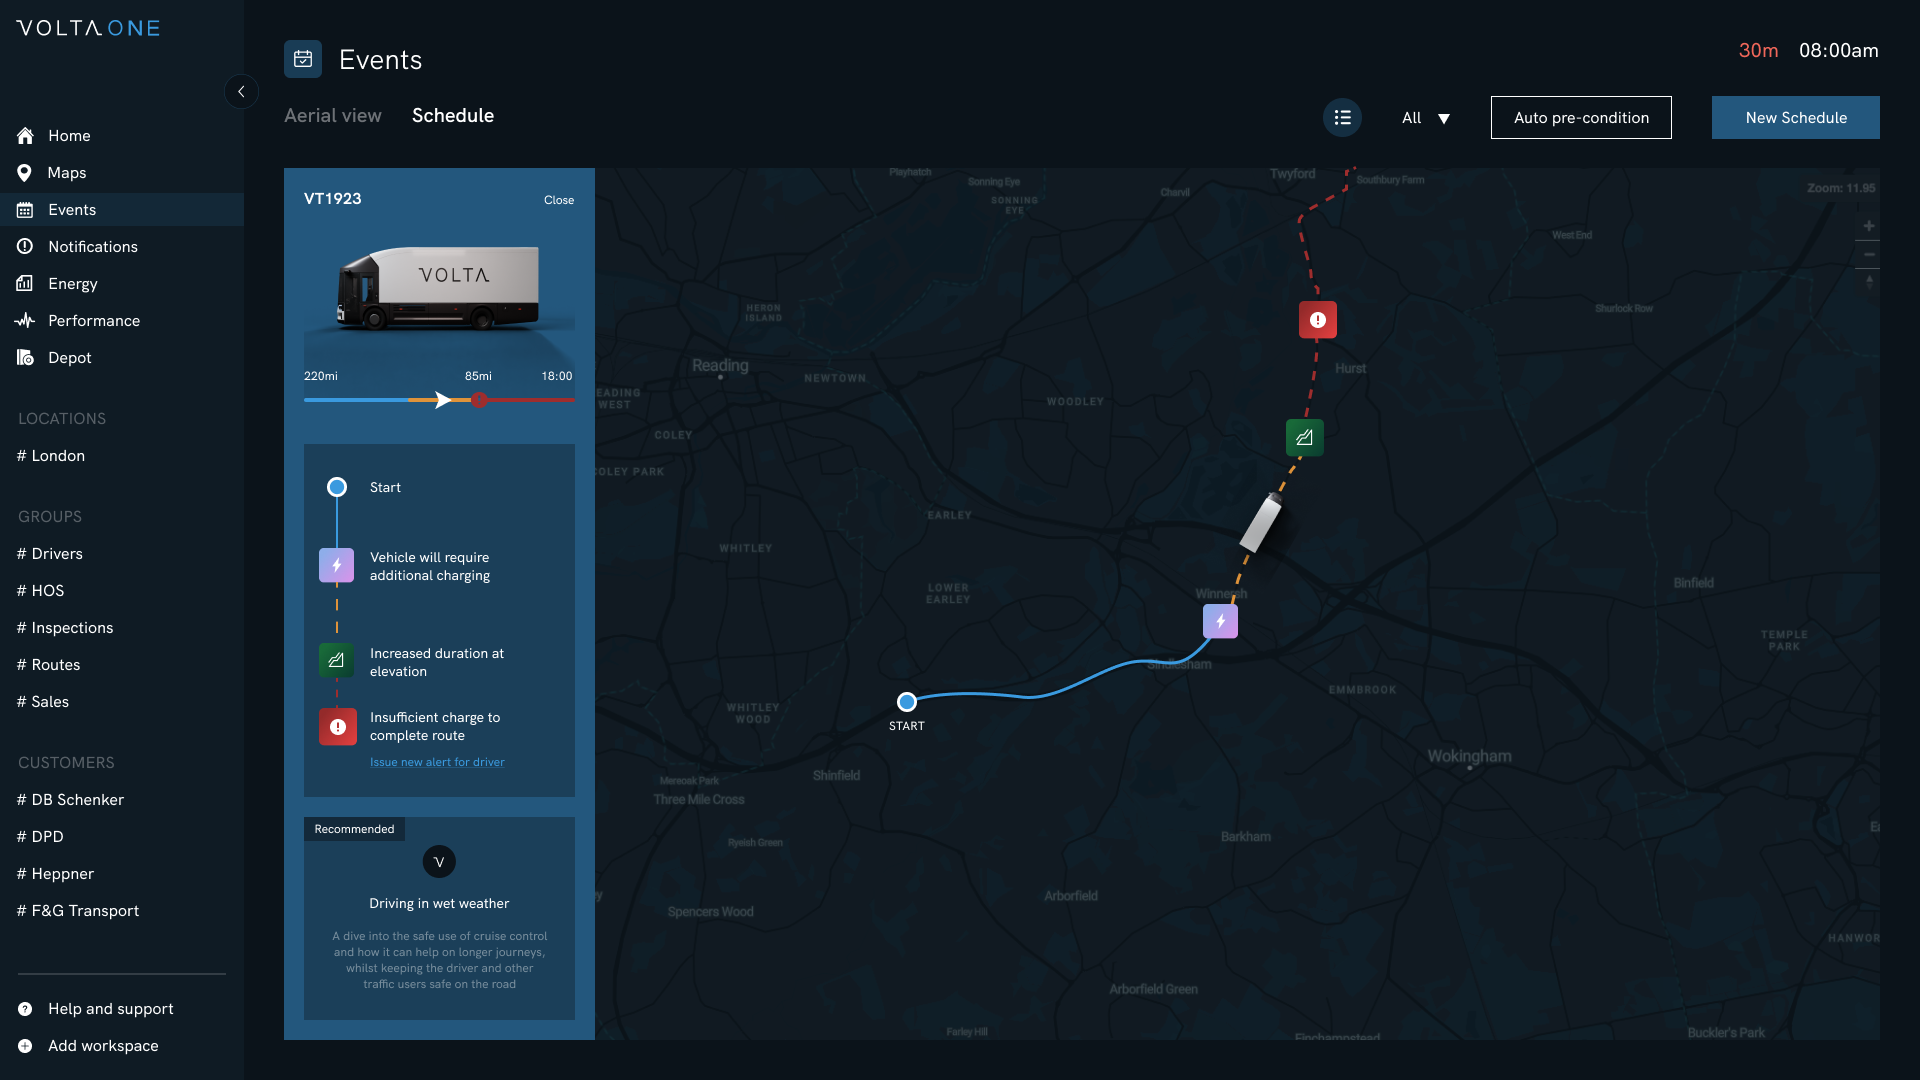 VOLTA ONE
Home
Maps
Events
Notifications
Energy
Performance
Depot
LOCATIONS
# London
GROUPS
# Drivers
# HOS
# Inspections
# Routes
# Sales
CUSTOMERS
# DB Schenker
# DPD
# Heppner
# F&G Transport
Help and support
Add workspace
Events
30m 08:00am
Aerial view Schedule
All
Auto pre-condition
New Schedule
VT1923
Close
VOLTA
220mi 85mi 18:00
Start
Vehicle will require
additional charging
Increased duration at
elevation
Insufficient charge to
complete route
Issue new alert for driver
Recommended
V
Driving in wet weather
A dive into the safe use of cruise control
and how it can help on longer journeys,
whilst keeping the driver and other
traffic users safe on the road
Playhatch
Sonning Eye
SONNING
EYE
Charvil
Twyford
Southbury Farm
Zoom: 11.95
West End
HERON
ISLAND
Shurlock Row
Reading
NEWTOWN
Hurst
EADING
WEST
WOODLEY
COLEY
COLEY PARK
EARLEY
WHITLEY
LOWER
EARLEY
Winnersh
Binfield
TEMPLE
PARK
Sindlesham
EMMBROOK
WHITLEY
WOOD
START
Wokingham
Shinfield
Mereoak Park
Three Mile Cross
Ryeish Green
Barkham
Arborfield
Spencers Wood
HANWOR
Arborfield Green
Farley Hill
Finchampstead
Buckler's Park